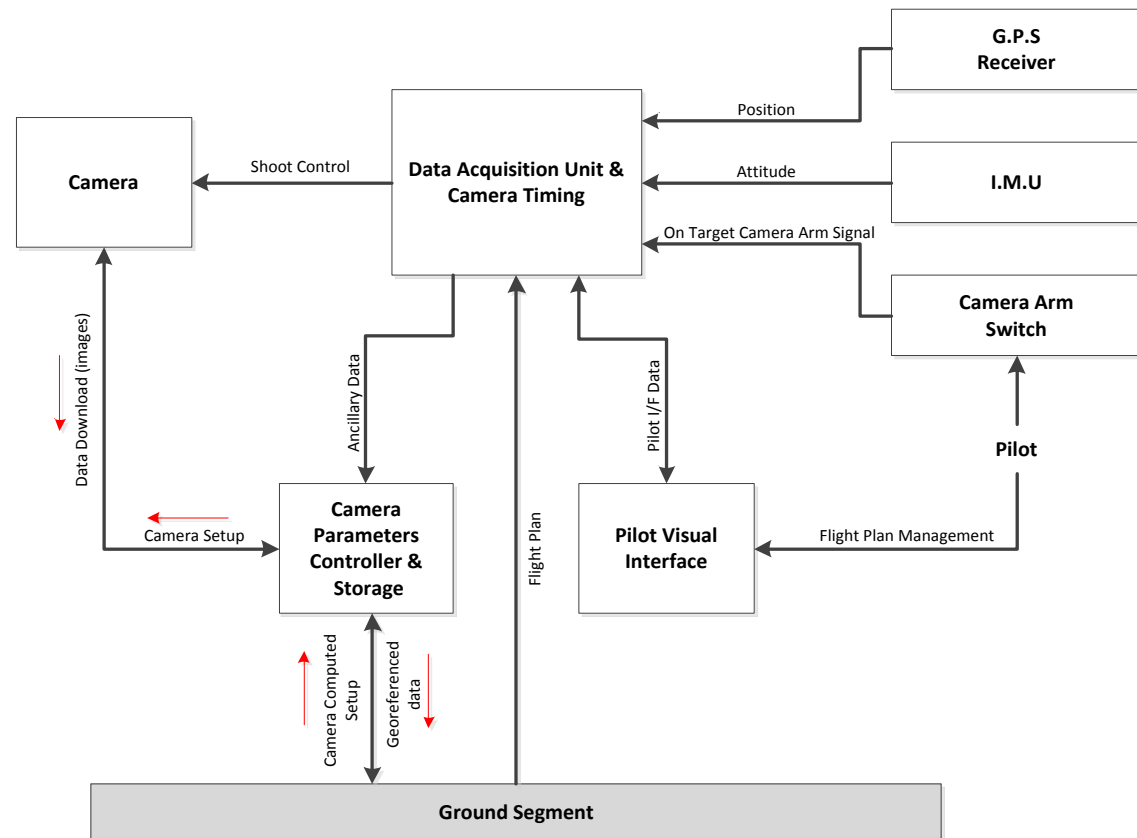 G.P.S
Receiver
Position
Camera
Shoot Control
Data Acquisition Unit &
Camera Timing
Attitude
I.M.U
On Target Camera Arm Signal
Camera Arm
Switch
Data Download (images)
Ancillary Data
Pilot I/F Data
Pilot
Camera Setup
Camera
Parameters
Controller &
Storage
Flight Plan
Pilot Visual
Interface
Flight Plan Management
Camera Computed
Setup
Georeferenced
data
Ground Segment